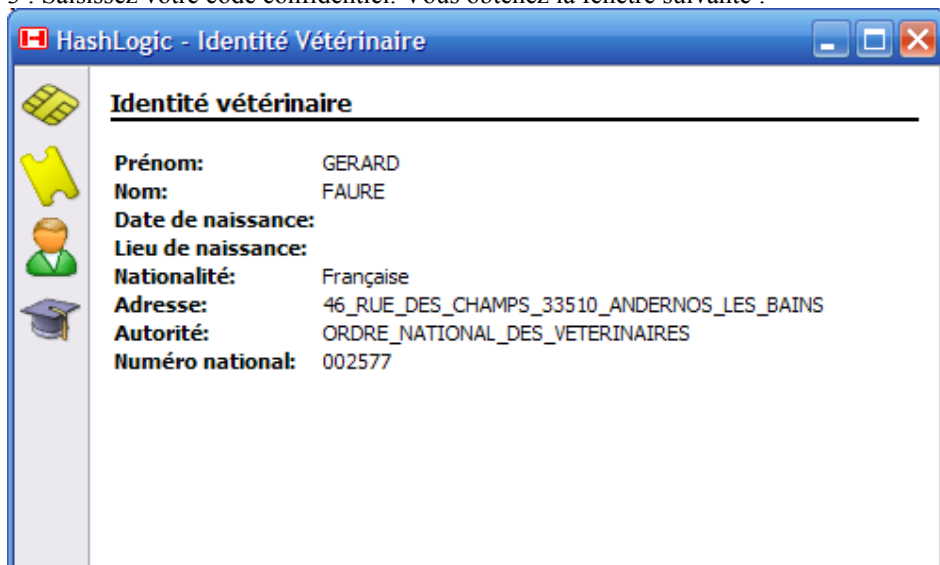 3 . Saisissez votre code confidentiel. Vous obtenez la fenêtre suivante :
HashLogic - Identité Vétérinaire
Identité vétérinaire
Prénom: GERARD
Nom: FAURE
Date de naissance:
Lieu de naissance:
Nationalité: Française
Adresse: 46_RUE_DES_CHAMPS_33510_ANDERNOS_LES_BAINS
Autorité: ORDRE_NATIONAL_DES_VETERINAIRES
Numéro national: 002577